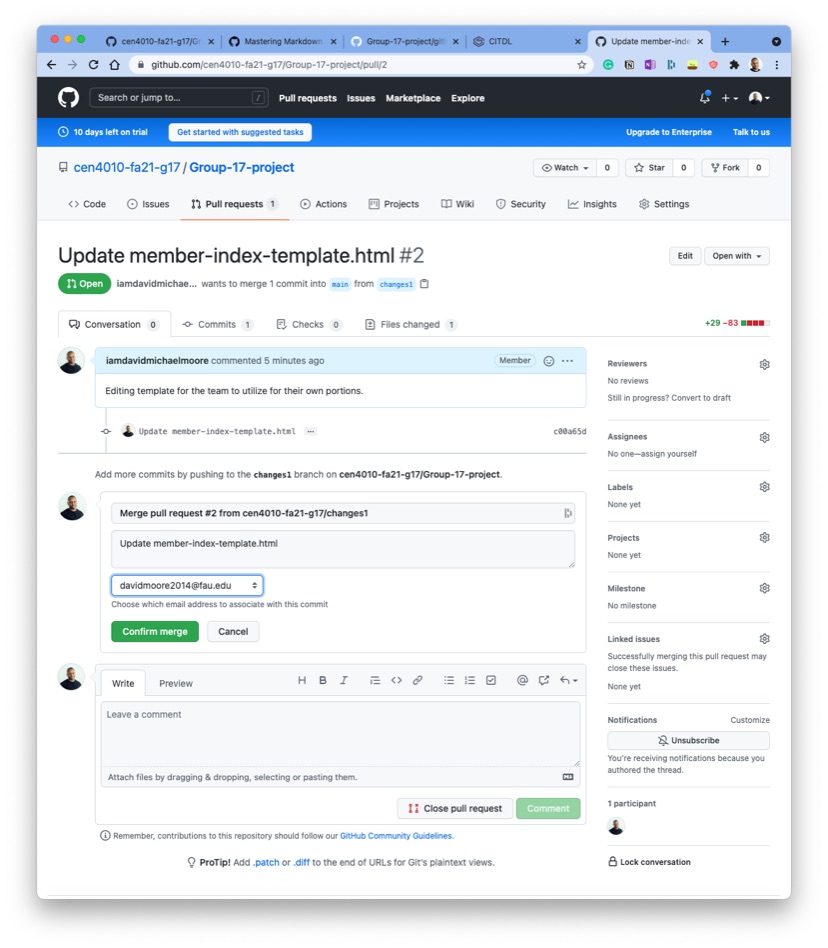 cen4010-fa21-g17/Gr
Mastering Markdown
Group-17-project/git
CITDL
Update member-inde
github.com/cen4010-fa21-g17/Group-17-project/pull/2
Search or jump to...
/
Pull requests Issues Marketplace Explore
10 days left on trial
Get started with suggested tasks
Upgrade to Enterprise
Talk to us
cen4010-fa21-g17 / Group-17-project
Watch 0
Star 0
Fork 0
Code
Issues
Pull requests 1
Actions
Projects
Wiki
Security
Insights
Settings
Update member-index-template.html #2
Edit
Open with
Open
iamdavidmichae... wants to merge 1 commit into main from changes1
Conversation 0
Commits 1
Checks 0
Files changed 1
+29 −83
iamdavidmichaelmoore commented 5 minutes ago
Member
Editing template for the team to utilize for their own portions.
Update member-index-template.html
c00a65d
Add more commits by pushing to the changes1 branch on cen4010-fa21-g17/Group-17-project.
Merge pull request #2 from cen4010-fa21-g17/changes1
Update member-index-template.html
davidmoore2014@fau.edu
Choose which email address to associate with this commit
Confirm merge
Cancel
Write
Preview
Leave a comment
Attach files by dragging & dropping, selecting or pasting them.
Close pull request
Comment
Remember, contributions to this repository should follow our GitHub Community Guidelines.
ProTip! Add .patch or .diff to the end of URLs for Git's plaintext views.
Reviewers
No reviews
Still in progress? Convert to draft
Assignees
No one—assign yourself
Labels
None yet
Projects
None yet
Milestone
No milestone
Linked issues
Successfully merging this pull request may
close these issues.
None yet
Notifications
Customize
Unsubscribe
You're receiving notifications because you
authored the thread.
1 participant
Lock conversation